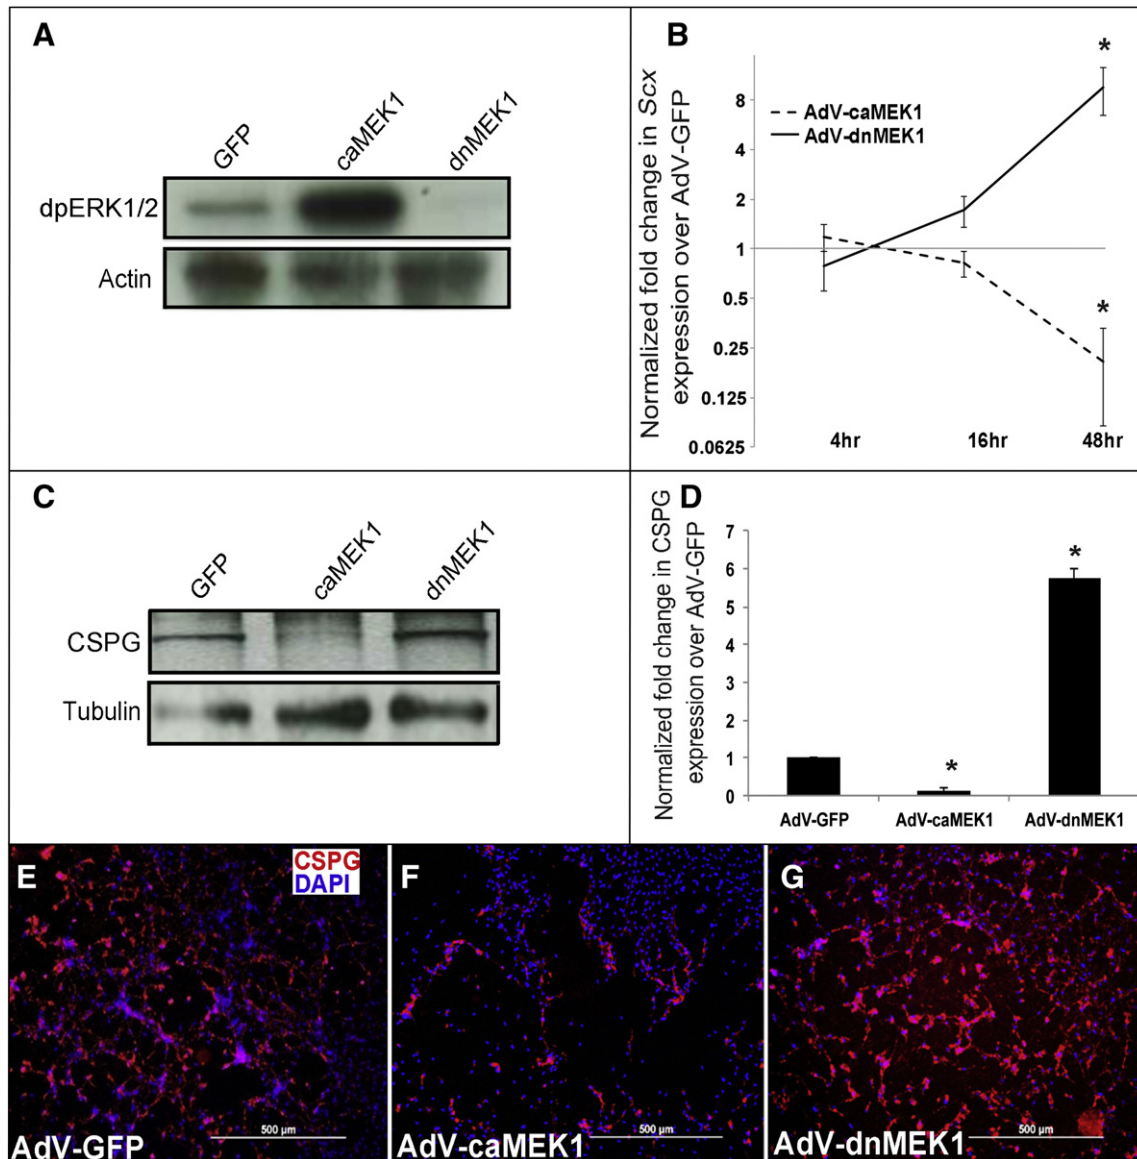 A
GFP
caMEK1
dnMEK1
dpERK1/2
Actin
B
Normalized fold change in Scx
expression over AdV-GFP
8
4
2
1
0.5
0.25
0.125
0.0625
AdV-caMEK1
AdV-dnMEK1
*
*
4hr
16hr
48hr
C
GFP
caMEK1
dnMEK1
CSPG
Tubulin
D
Normalized fold change in CSPG
expression over AdV-GFP
7
6
5
4
3
2
1
0
*
*
AdV-GFP
AdV-caMEK1
AdV-dnMEK1
E
CSPG
DAPI
AdV-GFP
500 µm
F
AdV-caMEK1
500 µm
G
AdV-dnMEK1
500 µm